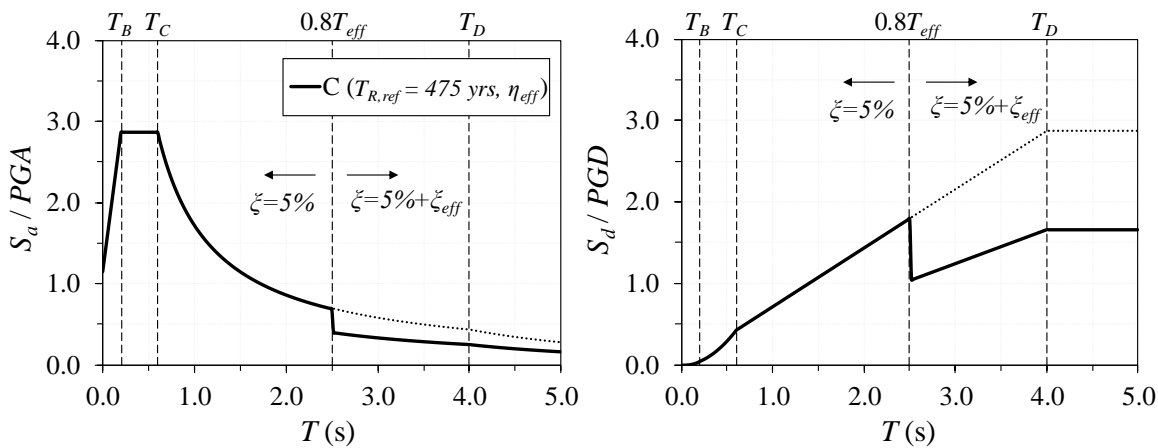 T_B T_C 0.8T_eff T_D
4.0
3.0
2.0
1.0
0.0
S_a / PGA
C (T_R,ref = 475 yrs, η_eff)
ξ=5% ξ=5%+ξ_eff
0.0 1.0 2.0 3.0 4.0 5.0
T (s)
T_B T_C 0.8T_eff T_D
4.0
3.0
2.0
1.0
0.0
S_d / PGD
ξ=5% ξ=5%+ξ_eff
0.0 1.0 2.0 3.0 4.0 5.0
T (s)